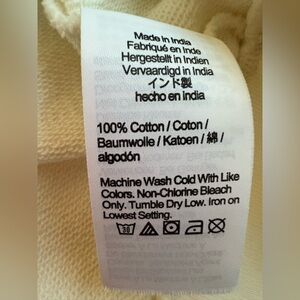 Made in India
Fabriqué en Inde
Hergestellt in Indien
Vervaardigd in India
インド製
hecho en india
100% Cotton / Coton /
Baumwolle / Katoen / 綿 /
algodón
Machine Wash Cold With Like
Colors. Non-Chlorine Bleach
Only. Tumble Dry Low. Iron on
Lowest Setting.